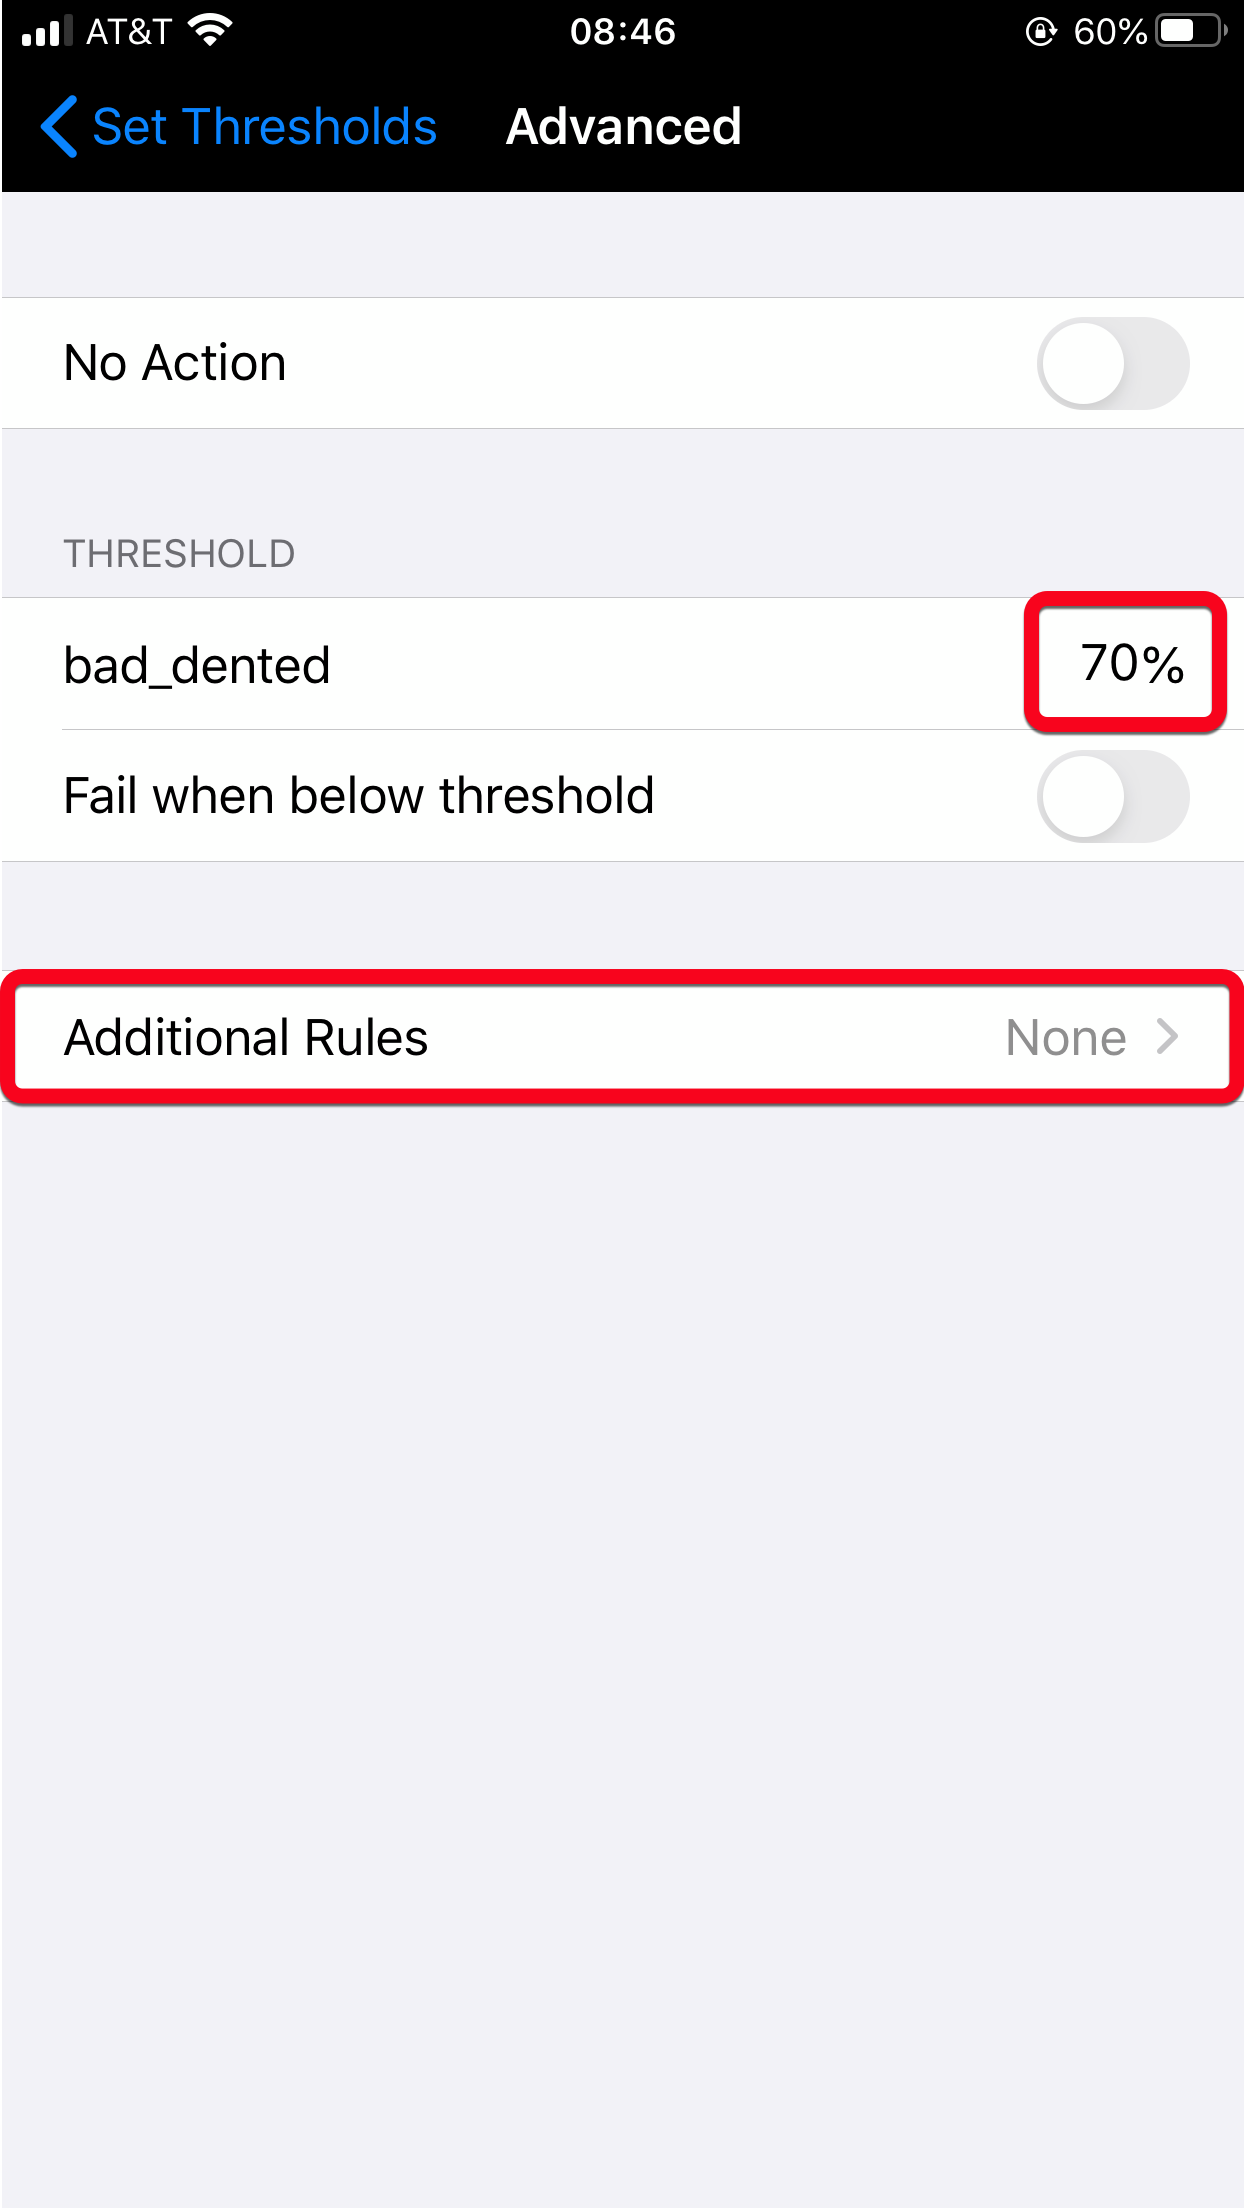 AT&T 08:46 60%
Set Thresholds Advanced
No Action
THRESHOLD
bad_dented 70%
Fail when below threshold
Additional Rules None